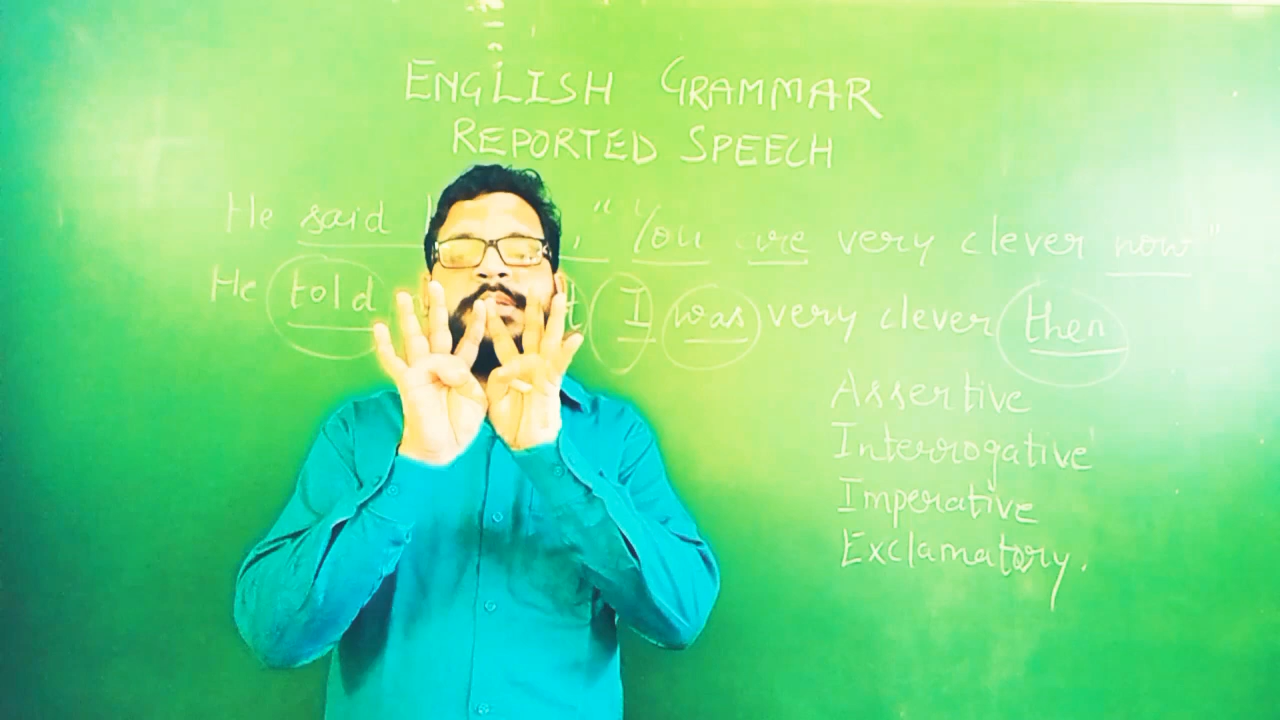 ENGLISH GRAMMAR
REPORTED SPEECH
He said , " You are very clever now"
He told I was very clever then
Assertive
Interrogative
Imperative
Exclamatory.